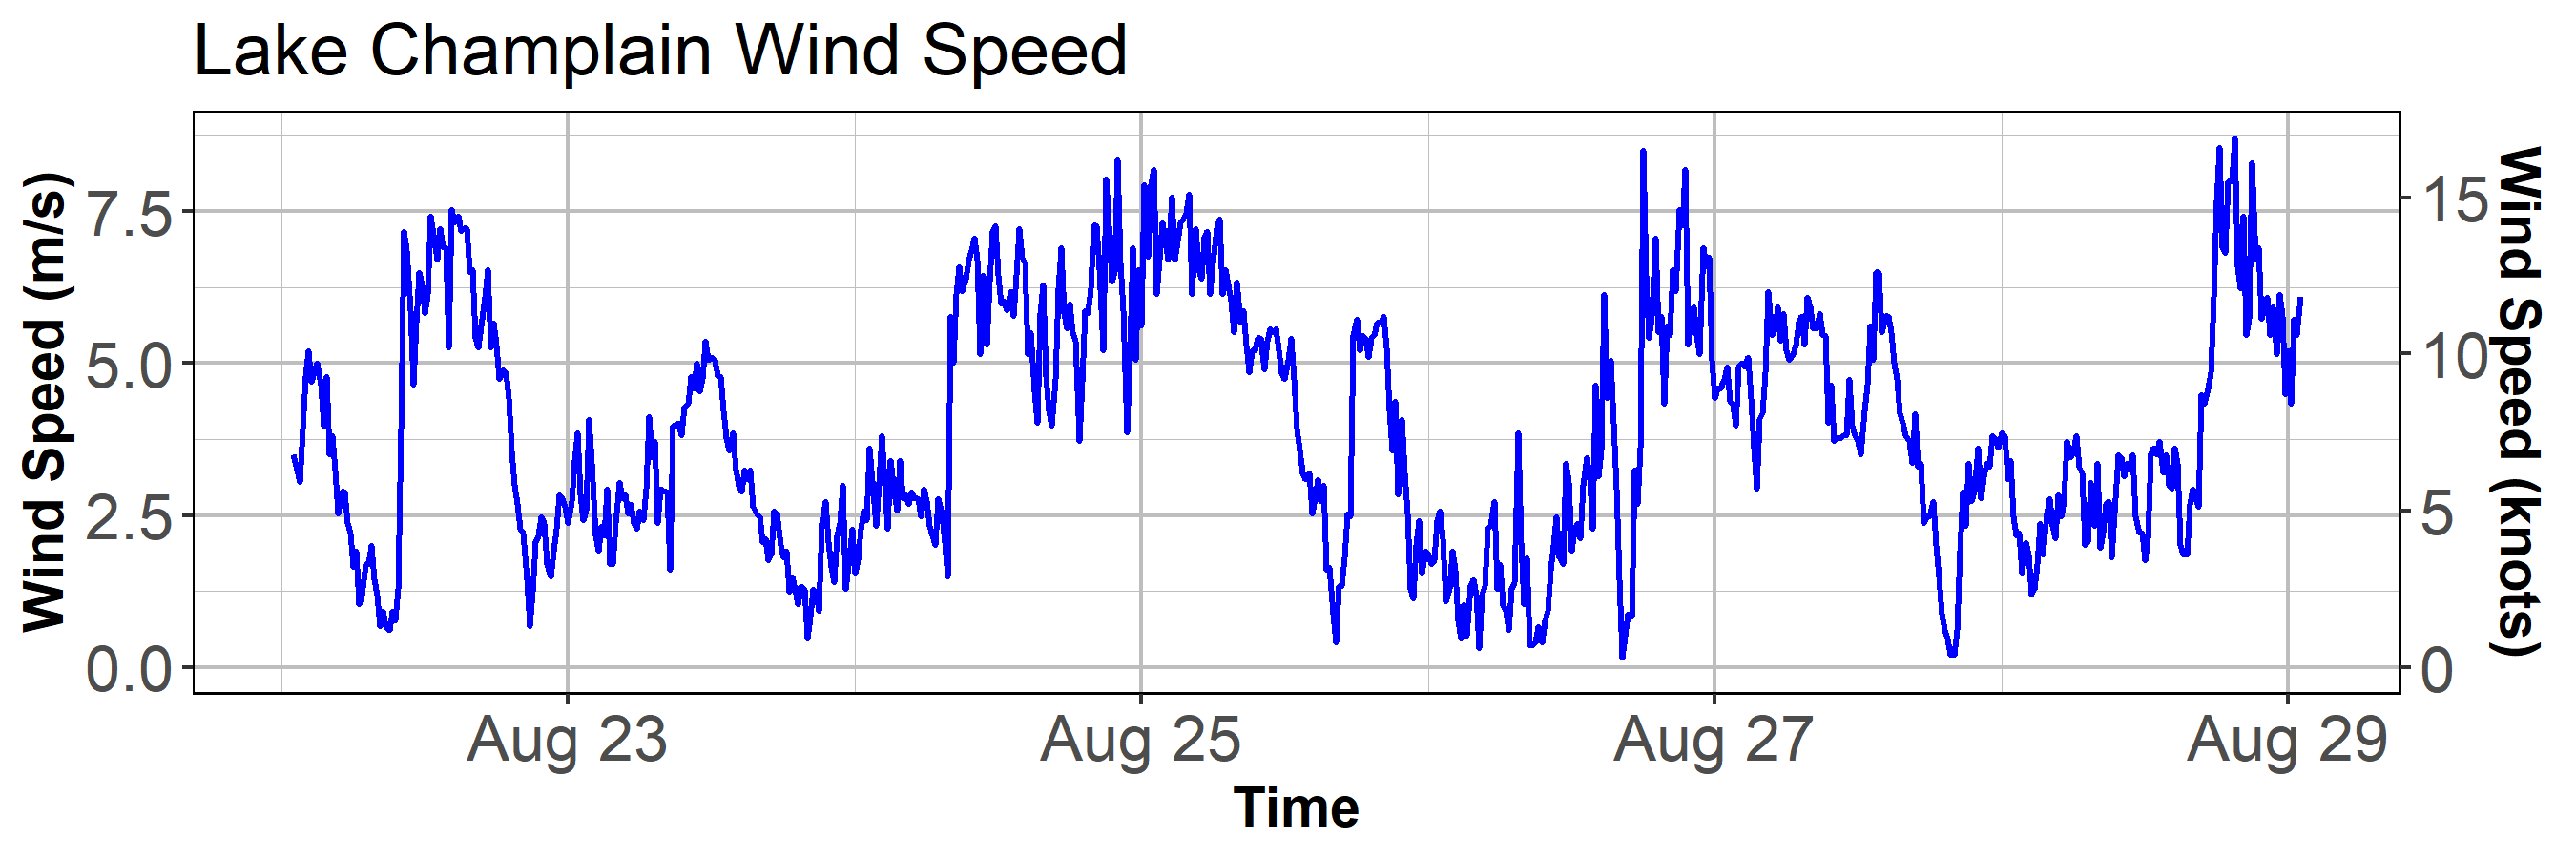 Lake Champlain Wind Speed
Wind Speed (m/s)
7.5
5.0
2.5
0.0
15
10
5
0
Wind Speed (knots)
Aug 23
Aug 25
Aug 27
Aug 29
Time